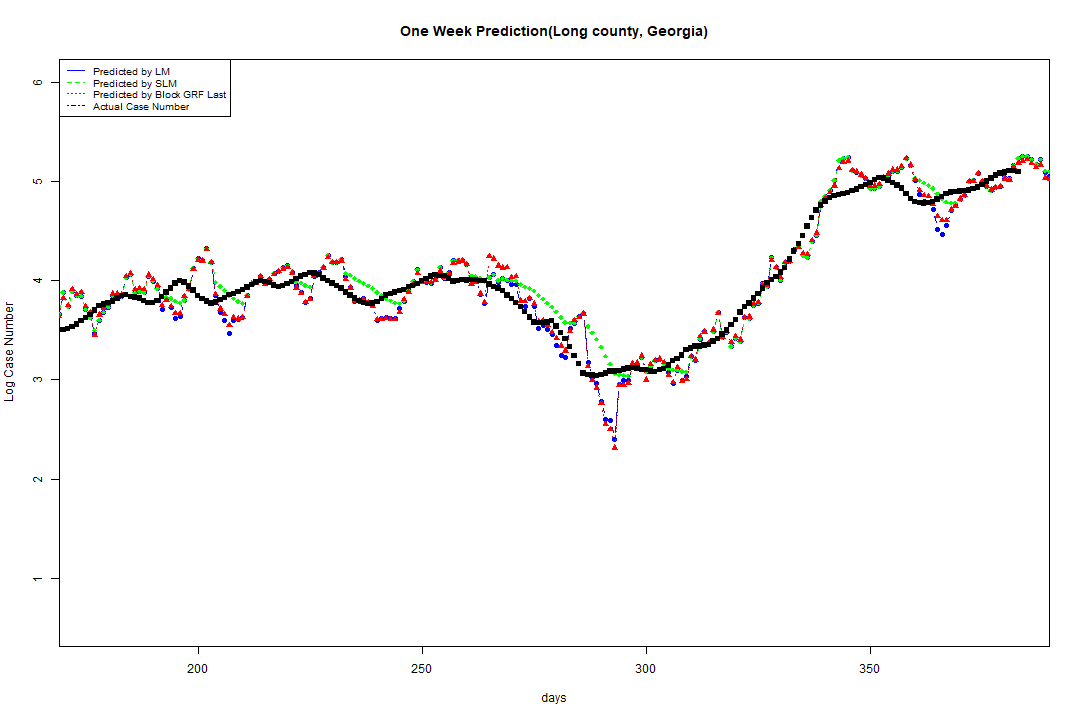 One Week Prediction(Long county, Georgia)
Predicted by LM
Predicted by SLM
Predicted by Block GRF Last
Actual Case Number
6
5
4
3
2
1
Log Case Number
200 250 300 350
days